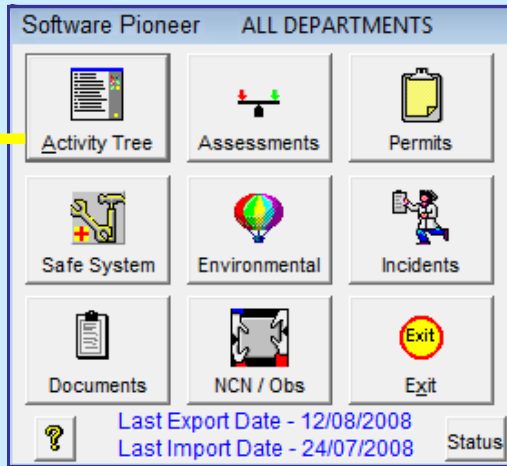 Software Pioneer ALL DEPARTMENTS
Activity Tree Assessments Permits
Safe System Environmental Incidents
Exit
Documents NCN / Obs Exit
? Last Export Date - 12/08/2008
Last Import Date - 24/07/2008 Status